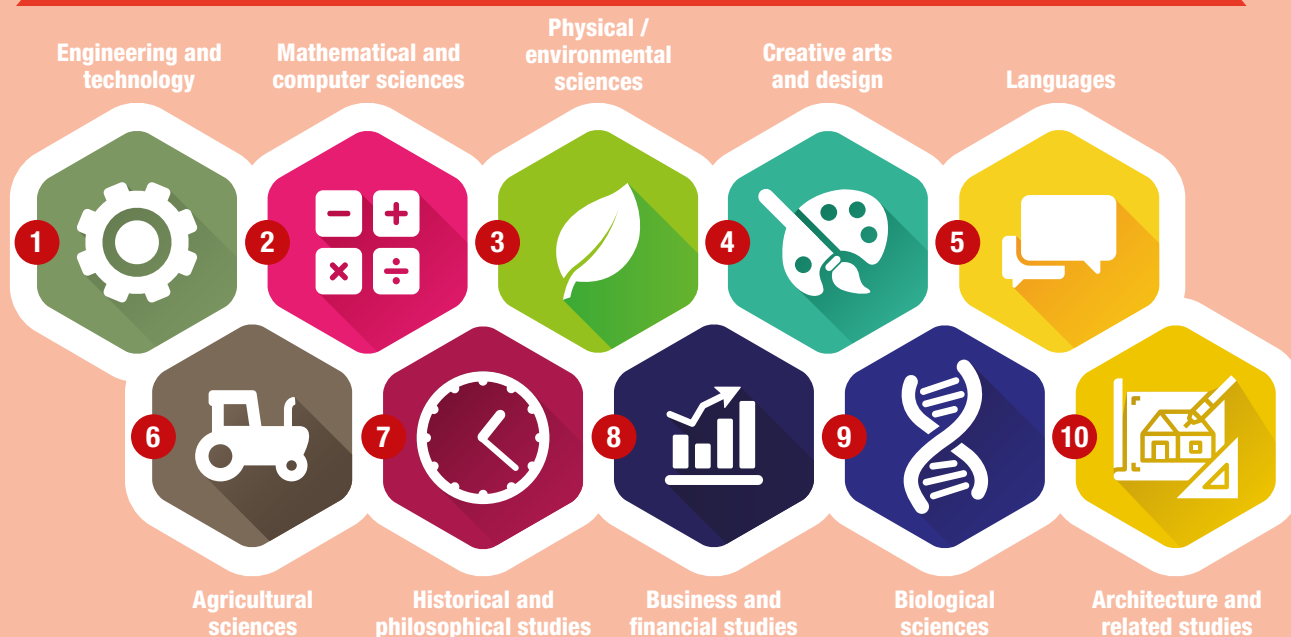 Engineering and
technology
Mathematical and
computer sciences
Physical /
environmental
sciences
Creative arts
and design
Languages
1
2
3
4
5
6
7
8
9
10
Agricultural
sciences
Historical and
philosophical studies
Business and
financial studies
Biological
sciences
Architecture and
related studies